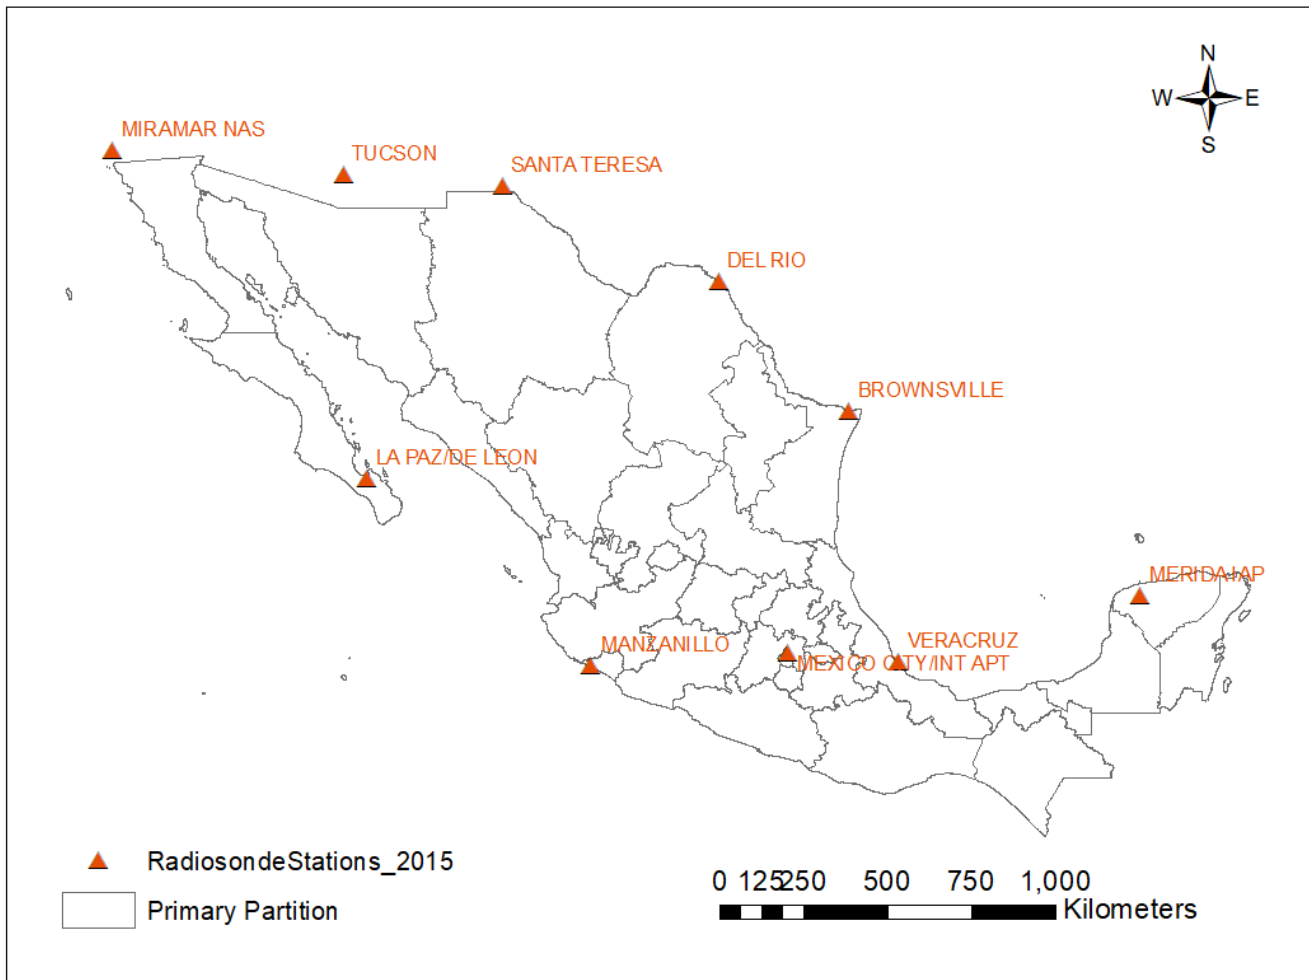 N
W E
S
MIRAMAR NAS
TUCSON
SANTA TERESA
DEL RIO
BROWNSVILLE
LA PAZ/DE LEON
MERIDA IAP
MANZANILLO
VERACRUZ
MEXICO CITY/INT APT
RadiosondeStations_2015
Primary Partition
0 125 250 500 750 1,000
Kilometers